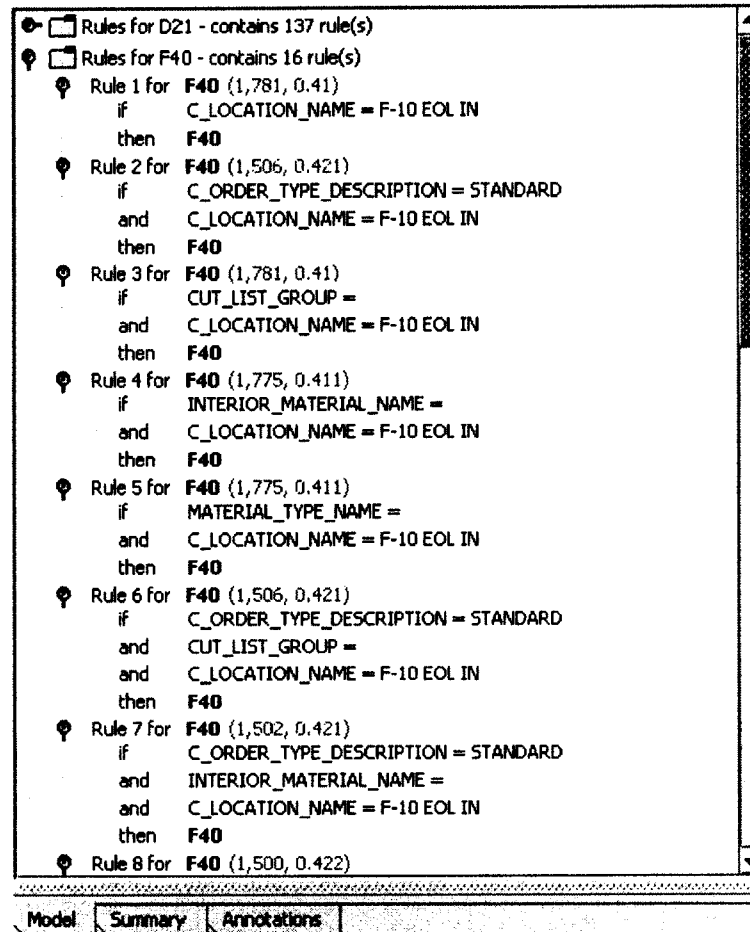 Rules for D21 - contains 137 rule(s)
Rules for F40 - contains 16 rule(s)
Rule 1 for F40 (1,781, 0.41)
if C_LOCATION_NAME = F-10 EOL IN
then F40
Rule 2 for F40 (1,506, 0.421)
if C_ORDER_TYPE_DESCRIPTION = STANDARD
and C_LOCATION_NAME = F-10 EOL IN
then F40
Rule 3 for F40 (1,781, 0.41)
if CUT_LIST_GROUP =
and C_LOCATION_NAME = F-10 EOL IN
then F40
Rule 4 for F40 (1,775, 0.411)
if INTERIOR_MATERIAL_NAME =
and C_LOCATION_NAME = F-10 EOL IN
then F40
Rule 5 for F40 (1,775, 0.411)
if MATERIAL_TYPE_NAME =
and C_LOCATION_NAME = F-10 EOL IN
then F40
Rule 6 for F40 (1,506, 0.421)
if C_ORDER_TYPE_DESCRIPTION = STANDARD
and CUT_LIST_GROUP =
and C_LOCATION_NAME = F-10 EOL IN
then F40
Rule 7 for F40 (1,502, 0.421)
if C_ORDER_TYPE_DESCRIPTION = STANDARD
and INTERIOR_MATERIAL_NAME =
and C_LOCATION_NAME = F-10 EOL IN
then F40
Rule 8 for F40 (1,500, 0.422)
Model Summary Annotations